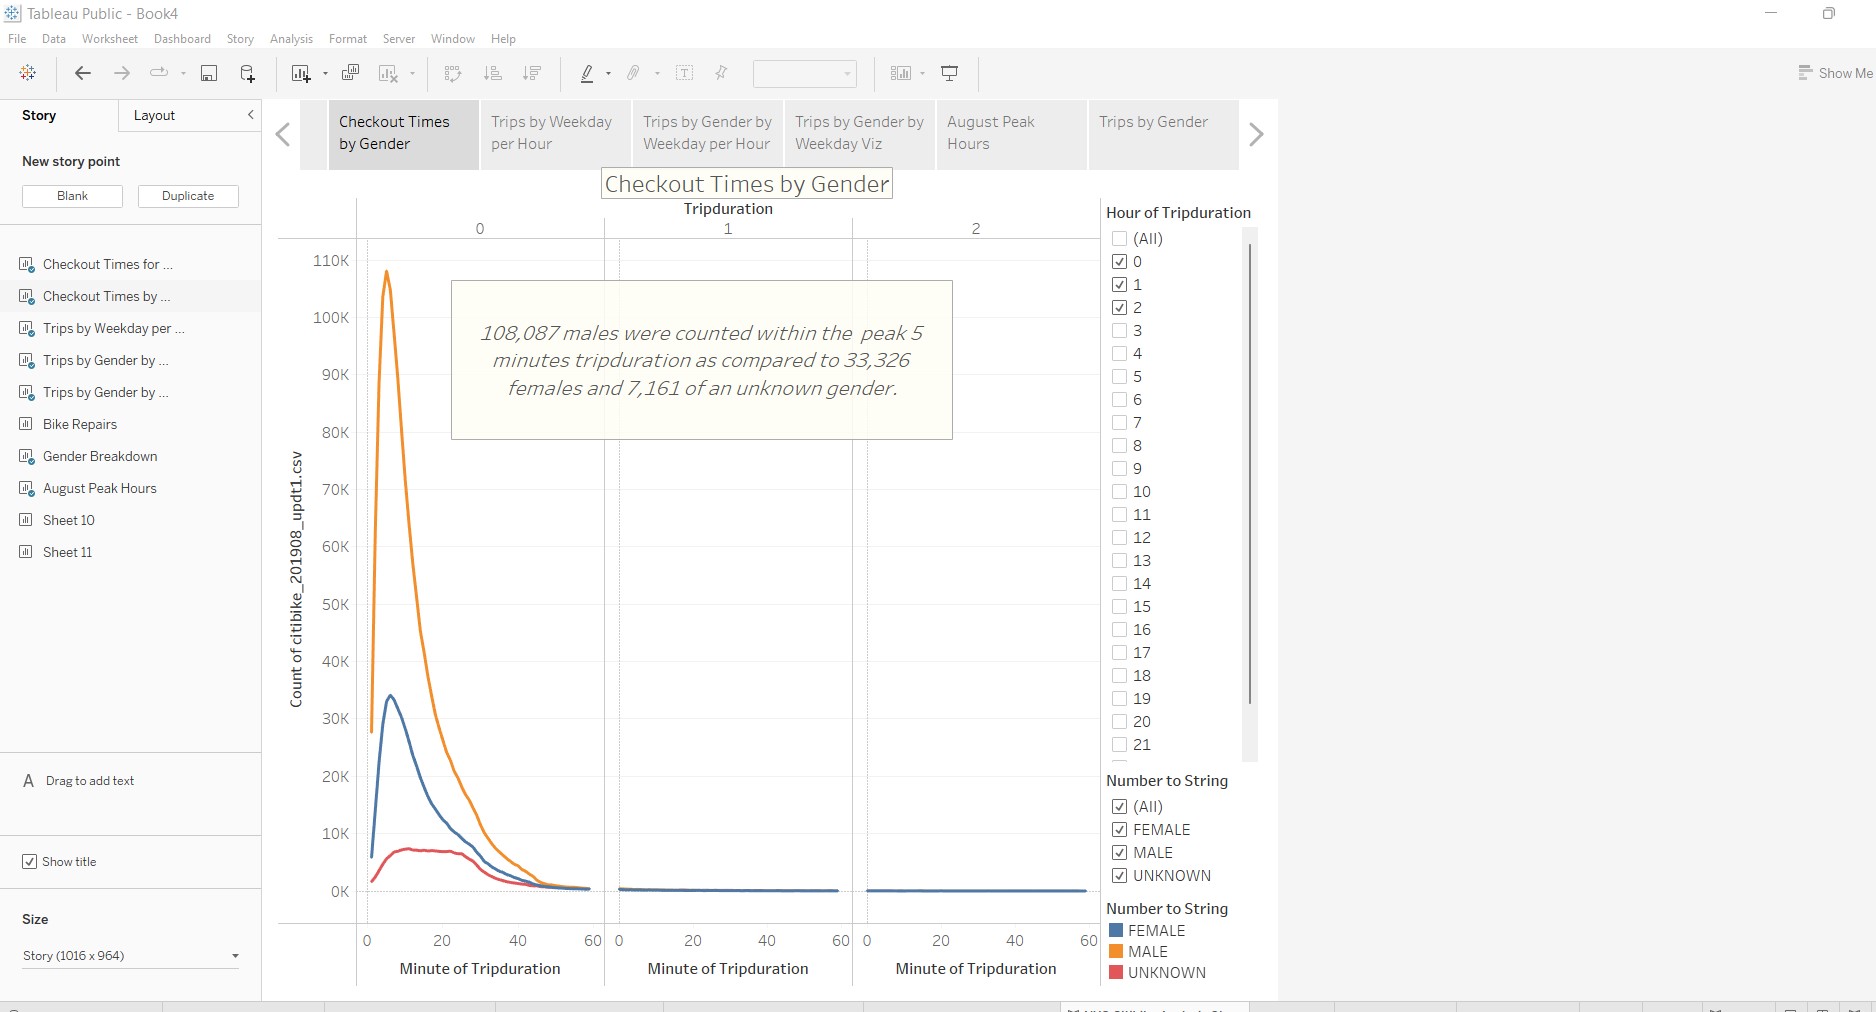 Tableau Public - Book4
File Data Worksheet Dashboard Story Analysis Format Server Window Help
Show Me
Story Layout
New story point
Blank Duplicate
Checkout Times for ...
Checkout Times by ...
Trips by Weekday per ...
Trips by Gender by ...
Trips by Gender by ...
Bike Repairs
Gender Breakdown
August Peak Hours
Sheet 10
Sheet 11
A Drag to add text
Show title
Size
Story (1016 x 964)
Checkout Times
by Gender
Trips by Weekday
per Hour
Trips by Gender by
Weekday per Hour
Trips by Gender by
Weekday Viz
August Peak
Hours
Trips by Gender
Checkout Times by Gender
Tripduration
0 1 2
110K
100K
90K
80K
70K
60K
50K
40K
30K
20K
10K
0K
Count of citibike_201908_updt1.csv
108,087 males were counted within the peak 5
minutes tripduration as compared to 33,326
females and 7,161 of an unknown gender.
0 20 40 60 0 20 40 60 0 20 40 60
Minute of Tripduration Minute of Tripduration Minute of Tripduration
Hour of Tripduration
(All)
0
1
2
3
4
5
6
7
8
9
10
11
12
13
14
15
16
17
18
19
20
21
Number to String
(All)
FEMALE
MALE
UNKNOWN
Number to String
FEMALE
MALE
UNKNOWN